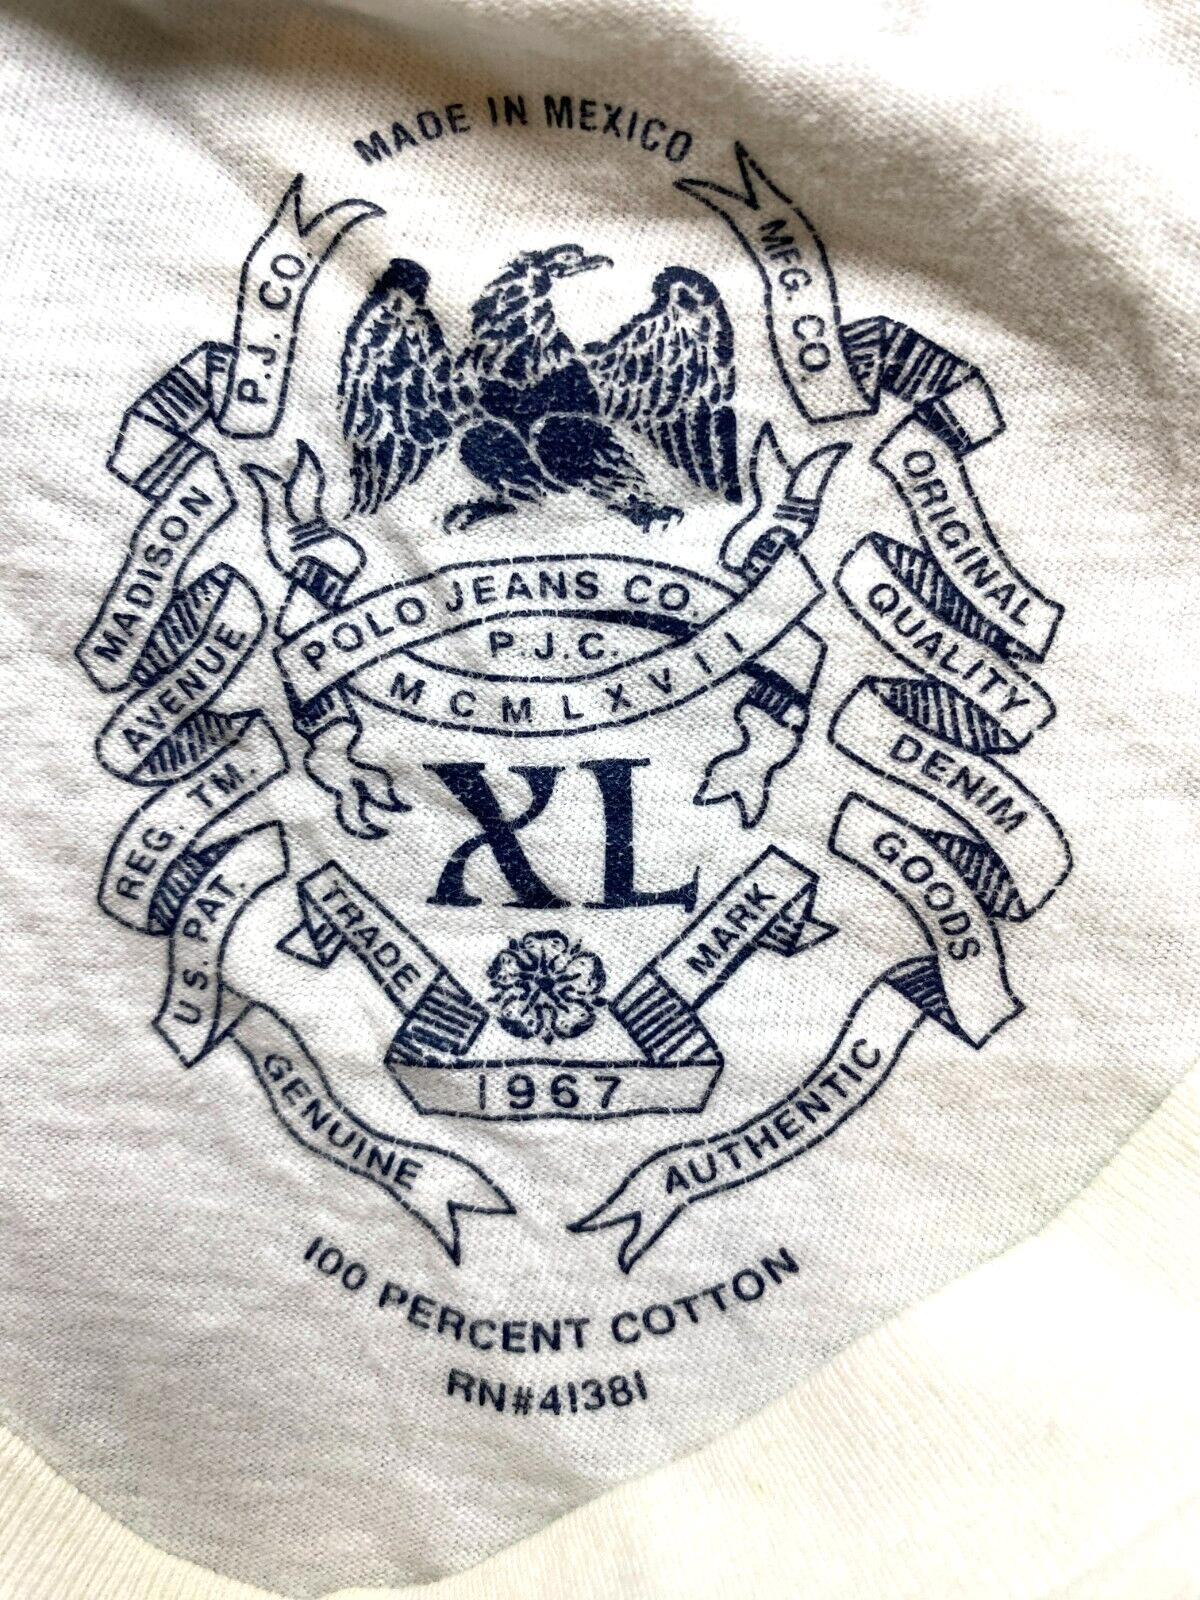 MADE IN MEXICO
P.J. CO.
MFG. CO.
MADISON
AVENUE
REG. TM.
U.S. PAT.
ORIGINAL
QUALITY
DENIM
GOODS
POLO JEANS CO.
P.J.C.
MCMLXVII
XL
TRADE
MARK
1967
GENUINE
AUTHENTIC
100 PERCENT COTTON
RN#41381